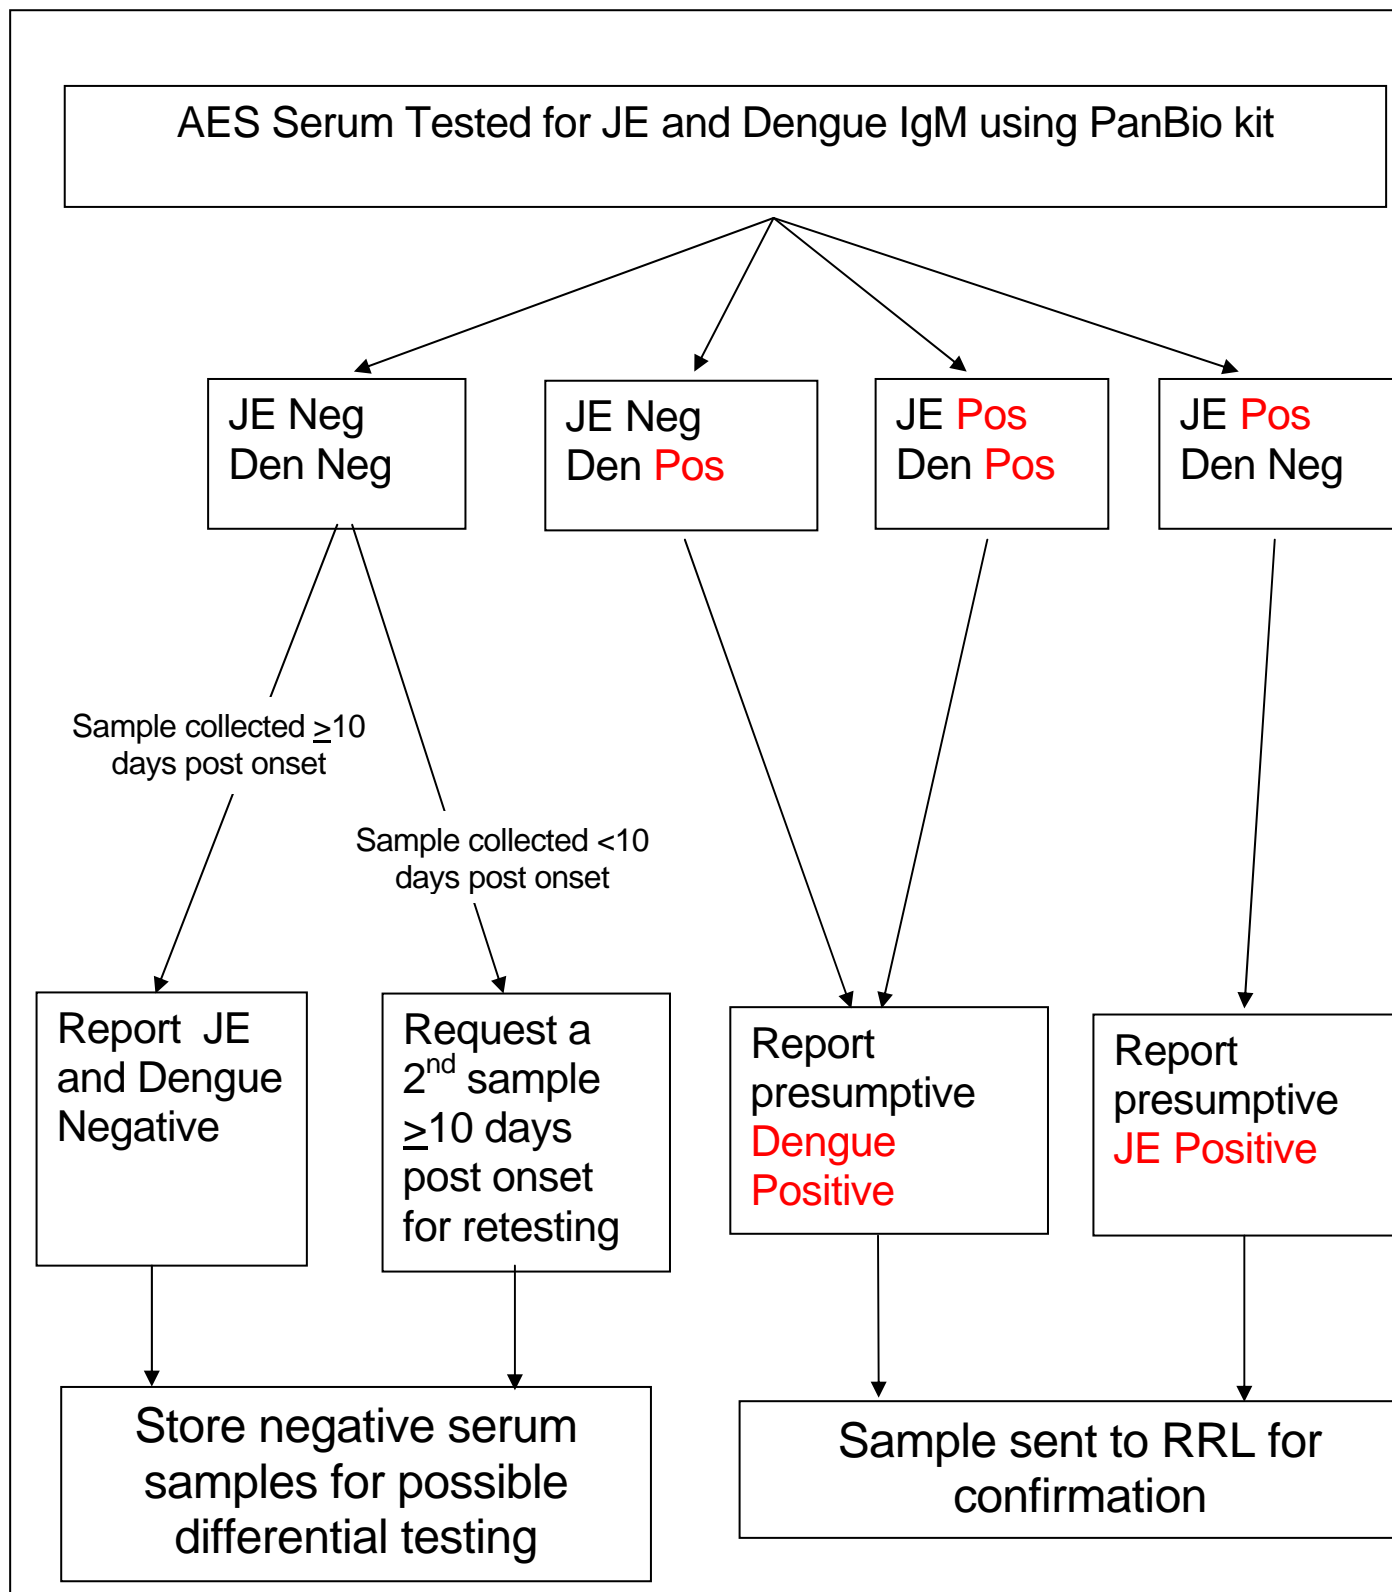 AES Serum Tested for JE and Dengue IgM using PanBio kit
JE Neg
Den Neg
JE Neg
Den Pos
JE Pos
Den Pos
JE Pos
Den Neg
Sample collected ≥10
days post onset
Sample collected <10
days post onset
Report JE
and Dengue
Negative
Request a
2nd sample
≥10 days
post onset
for retesting
Report
presumptive
Dengue
Positive
Report
presumptive
JE Positive
Store negative serum
samples for possible
differential testing
Sample sent to RRL for
confirmation